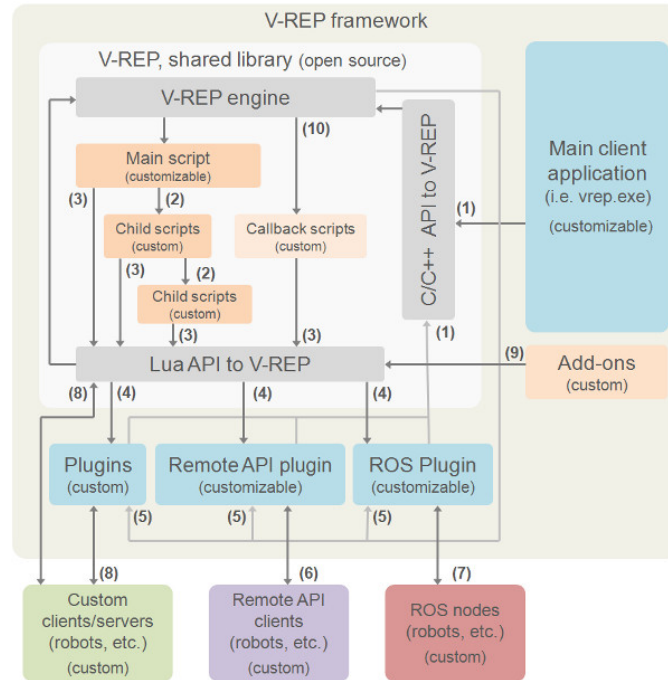 V-REP framework
V-REP, shared library (open source)
V-REP engine
(10)
Main script
(customizable)
(3)
(2)
Child scripts
(custom)
Callback scripts
(custom)
(3)
(2)
Child scripts
(custom)
(3)
(3)
C/C++ API to V-REP
(1)
(1)
Main client
application
(i.e. vrep.exe)
(customizable)
Lua API to V-REP
(9)
Add-ons
(custom)
(8)
(4)
(4)
(4)
Plugins
(custom)
Remote API plugin
(customizable)
ROS Plugin
(customizable)
(5)
(5)
(5)
(8)
(6)
(7)
Custom
clients/servers
(robots, etc.)
(custom)
Remote API
clients
(robots, etc.)
(custom)
ROS nodes
(robots, etc.)
(custom)